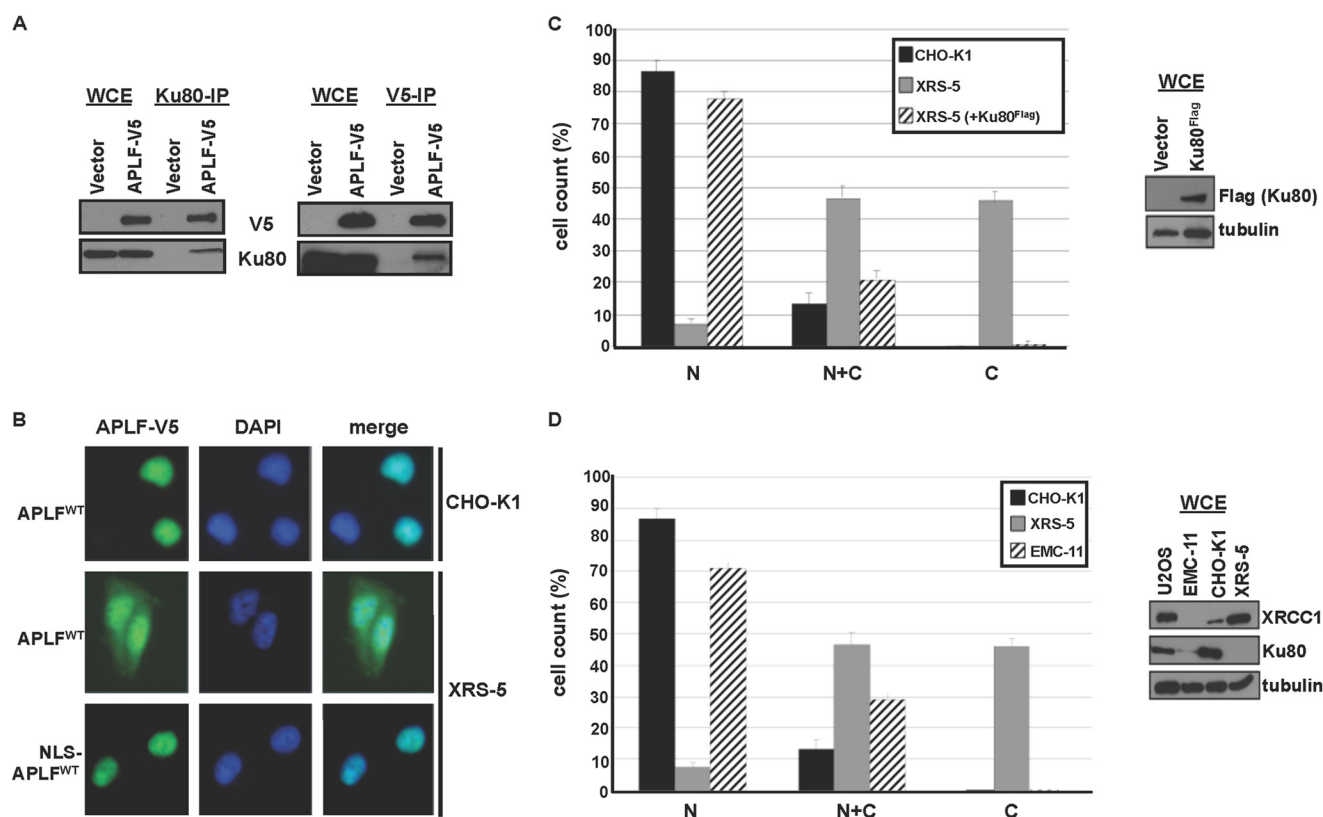 A
WCE Ku80-IP
Vector
APLF-V5
Vector
APLF-V5
WCE V5-IP
Vector
APLF-V5
Vector
APLF-V5
V5
Ku80
B
APLF-V5 DAPI merge
APLFWT
CHO-K1
APLFWT
XRS-5
NLS-
APLFWT
C
cell count (%)
100
90
80
70
60
50
40
30
20
10
0
CHO-K1
XRS-5
XRS-5 (+Ku80Flag)
N N+C C
WCE
Vector
Ku80Flag
Flag (Ku80)
tubulin
D
cell count (%)
100
90
80
70
60
50
40
30
20
10
0
CHO-K1
XRS-5
EMC-11
N N+C C
WCE
U2OS
EMC-11
CHO-K1
XRS-5
XRCC1
Ku80
tubulin